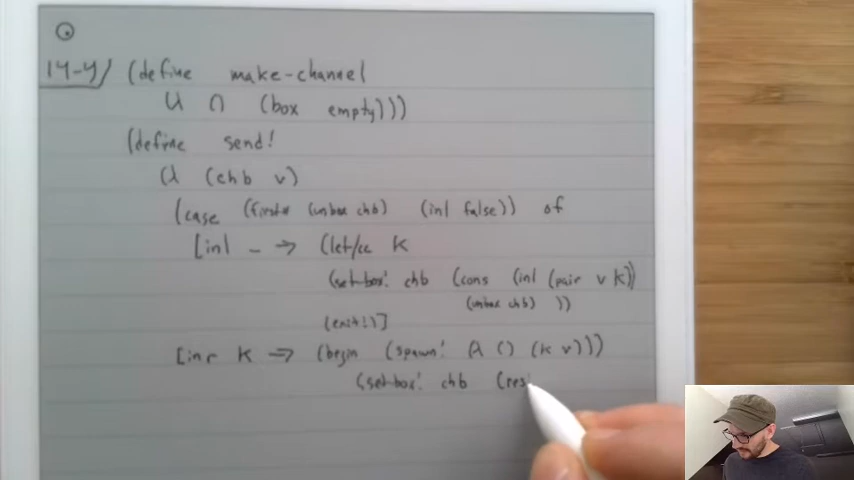 14-4/ (define make-channel
(λ () (box empty)))
(define send!
(λ (chb v)
(case (first# (unbox chb) (inl false)) of
[inl _ → (let/cc k
(set-box! chb (cons (inl (pair v k))
(unbox chb) ))
(exit!)]
[inr k => (begin (spawn! (λ () (k v)))
(set-box! chb (res